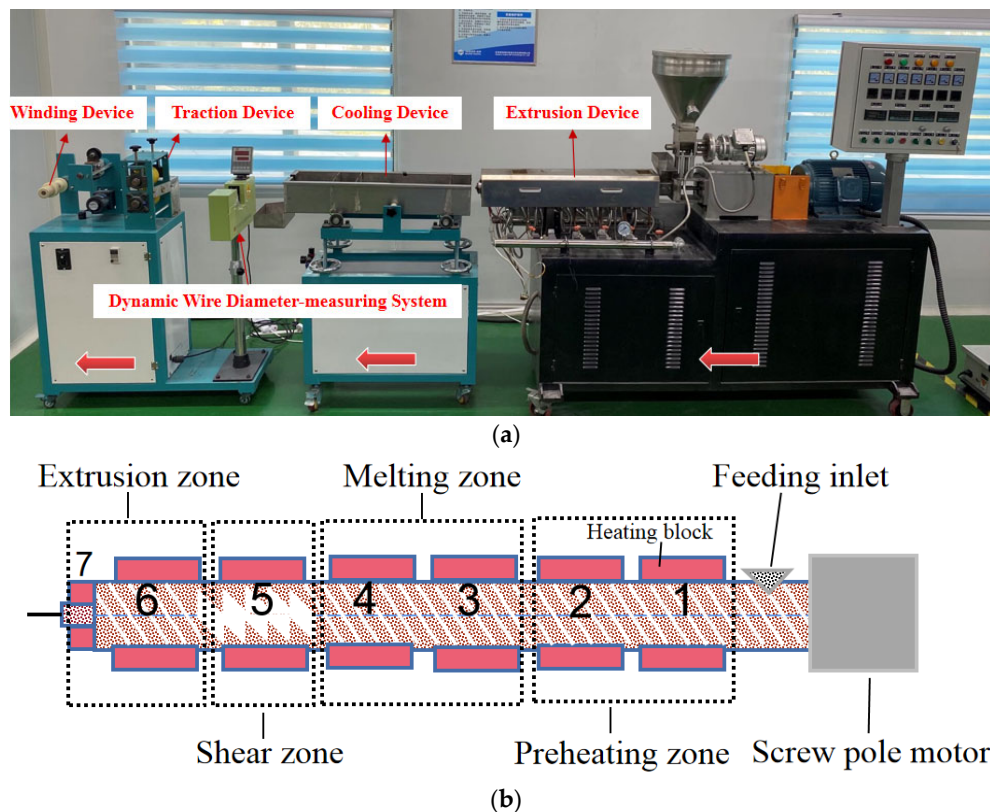 Winding Device
Traction Device
Cooling Device
Extrusion Device
Dynamic Wire Diameter-measuring System
(a)
Extrusion zone
Melting zone
Feeding inlet
Heating block
7
6
5
4
3
2
1
Shear zone
Preheating zone
Screw pole motor
(b)